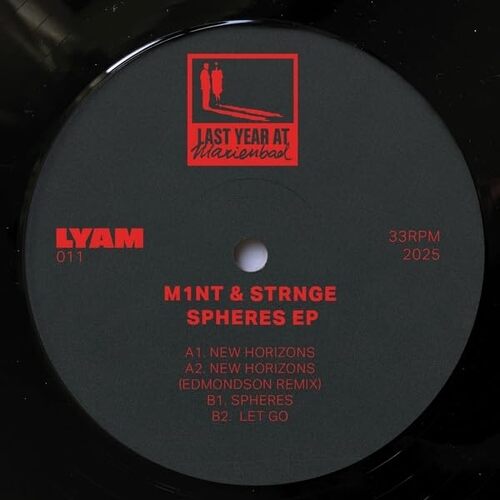 LAST YEAR AT
Marienbad
LYAM
011
33RPM
2025
M1NT & STRNGE
SPHERES EP
A1. NEW HORIZONS
A2. NEW HORIZONS
(EDMONDSON REMIX)
B1. SPHERES
B2. LET GO